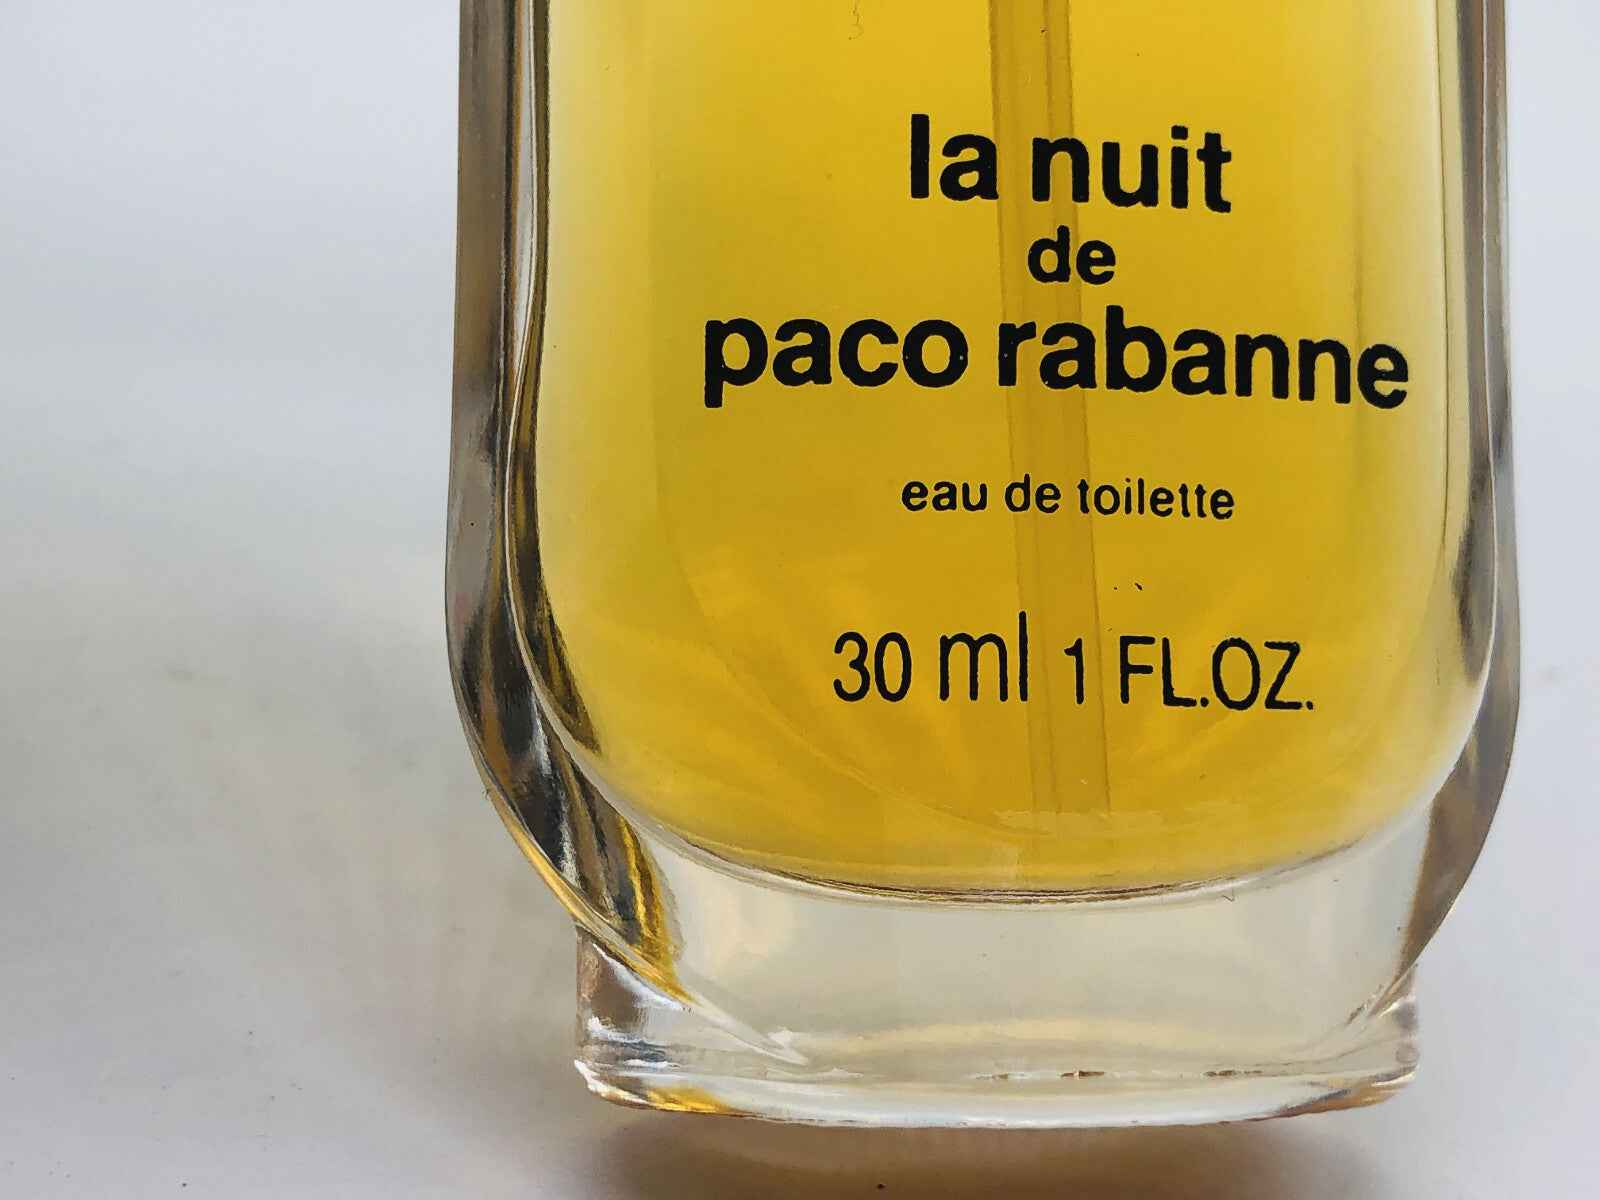 la nuit
de
paco rabanne
eau de toilette
30 ml 1 FL.OZ.